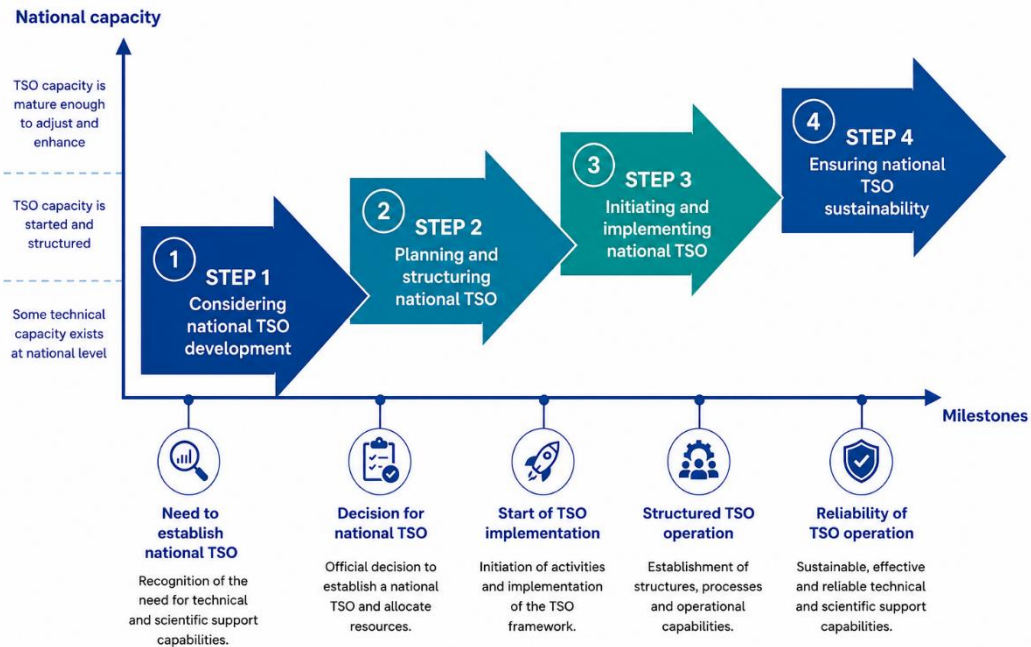 National capacity
TSO capacity is
mature enough
to adjust and
enhance
TSO capacity is
started and
structured
Some technical
capacity exists
at national level
1
STEP 1
Considering
national TSO
development
2
STEP 2
Planning and
structuring
national TSO
3
STEP 3
Initiating and
implementing
national TSO
4
STEP 4
Ensuring national
TSO
sustainability
Milestones
Need to
establish
national TSO
Recognition of the
need for technical
and scientific support
capabilities.
Decision for
national TSO
Official decision to
establish a national
TSO and allocate
resources.
Start of TSO
implementation
Initiation of activities
and implementation
of the TSO
framework.
Structured TSO
operation
Establishment of
structures, processes
and operational
capabilities.
Reliability of
TSO operation
Sustainable, effective
and reliable technical
and scientific support
capabilities.